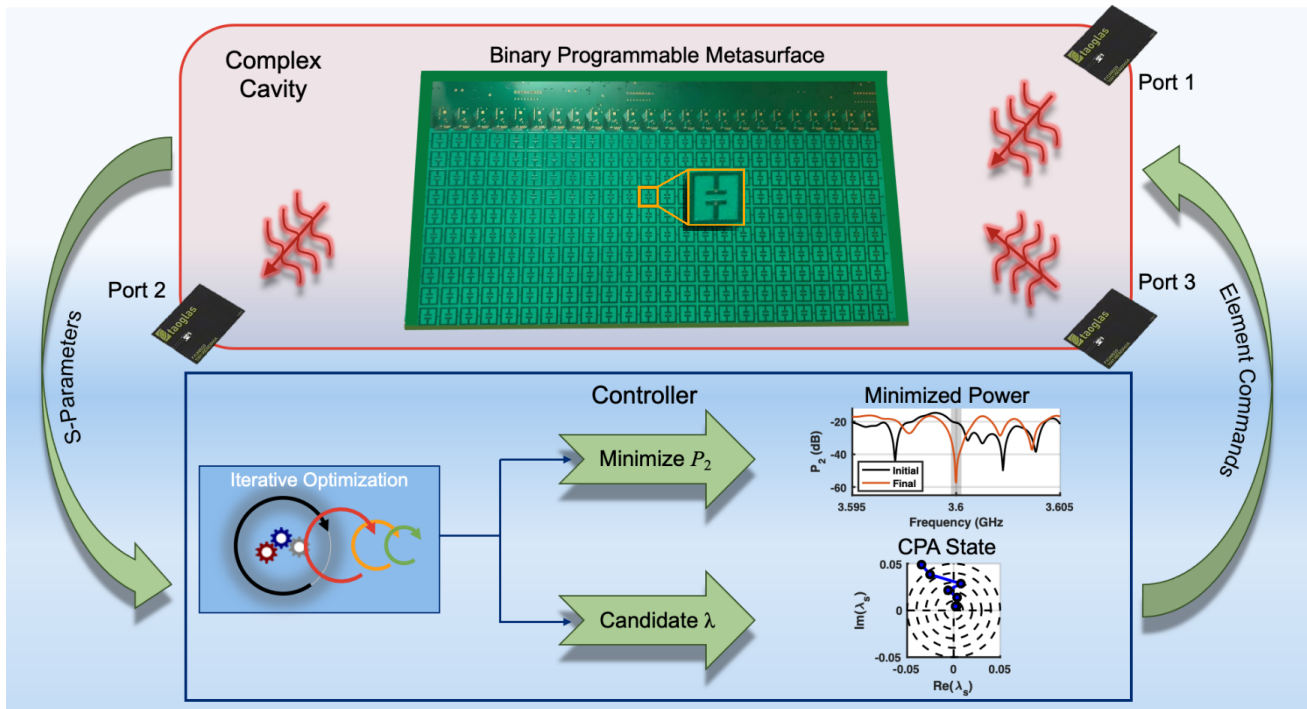 Complex
Cavity
Binary Programmable Metasurface
taoglas
Port 1
Port 2
taoglas
Port 3
taoglas
S-Parameters
Element Commands
Controller
Iterative Optimization
Minimize P₂
Candidate λ
Minimized Power
P₂ (dB)
-20
-40
-60
Initial
Final
3.595
3.6
3.605
Frequency (GHz
CPA State
Im(λₛ)
0.05
0
-0.05
-0.05
0
0.05
Re(λₛ)